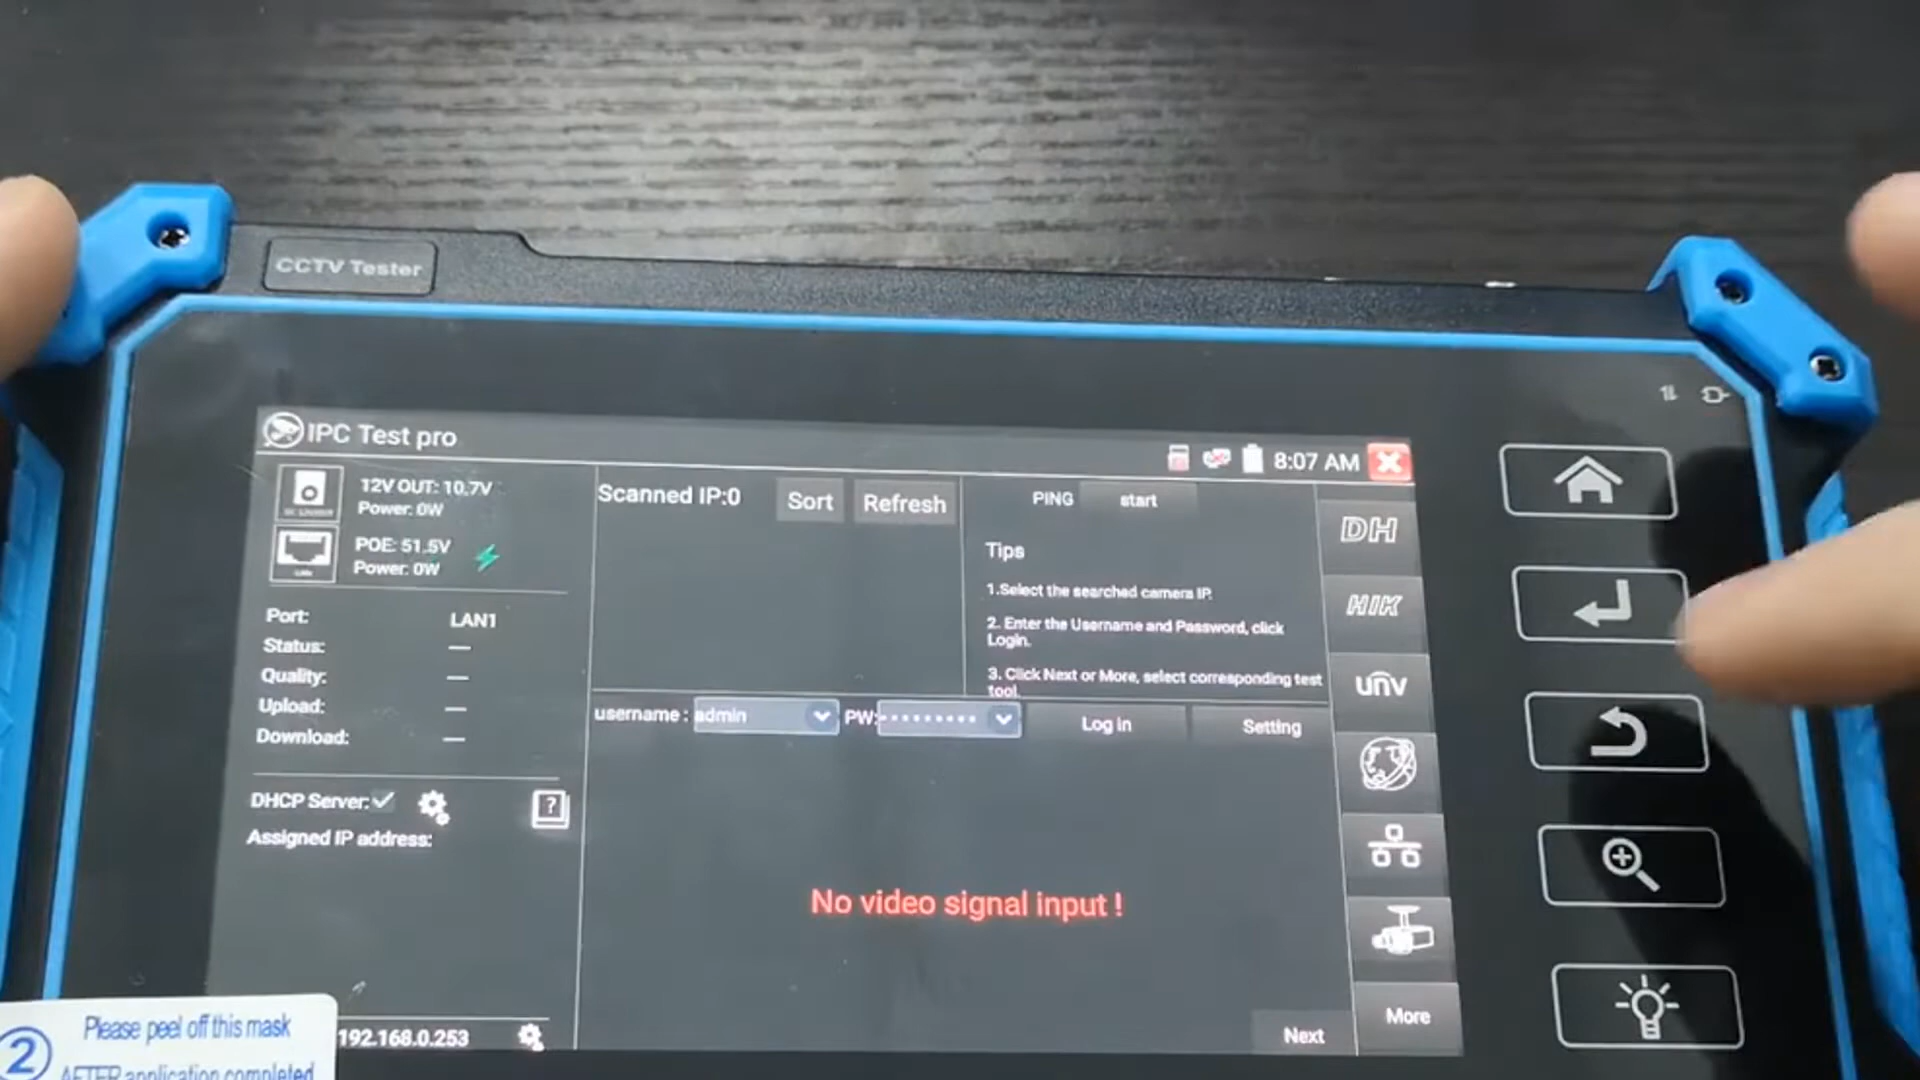 CCTV Tester
IPC Test pro
8:07 AM
12V OUT: 10.7V
Power: 0W
POE: 51.5V
Power: 0W
LAN
Port: LAN1
Status: —
Quality: —
Upload: —
Download: —
DHCP Server:
Assigned IP address:
192.168.0.253
Scanned IP:0
Sort
Refresh
PING
start
Tips
1.Select the searched camera IP.
2. Enter the Username and Password, click
Login.
3. Click Next or More, select corresponding test
tool.
username : admin
PW:
Log in
Setting
No video signal input !
Next
DH
HIK
unv
More
2
Please peel off this mask
AFTER application completed